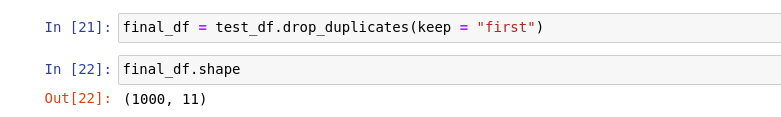 In [21]: final_df = test_df.drop_duplicates(keep = "first")
In [22]: final_df.shape
Out[22]: (1000, 11)